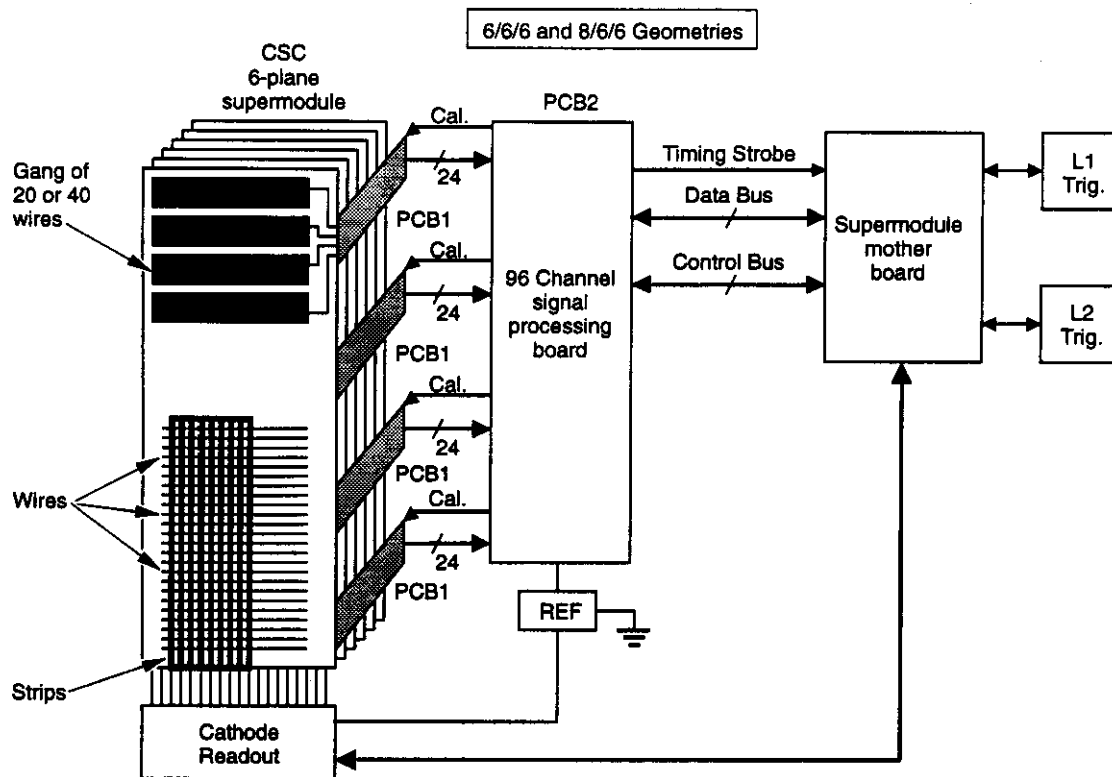 6/6/6 and 8/6/6 Geometries
CSC
6-plane
supermodule
Gang of
20 or 40
wires
Wires
Strips
Cathode
Readout
Cal.
24
PCB1
Cal.
24
PCB1
Cal.
24
PCB1
Cal.
24
PCB1
PCB2
96 Channel
signal
processing
board
REF
Timing Strobe
Data Bus
Control Bus
Supermodule
mother
board
L1
Trig.
L2
Trig.